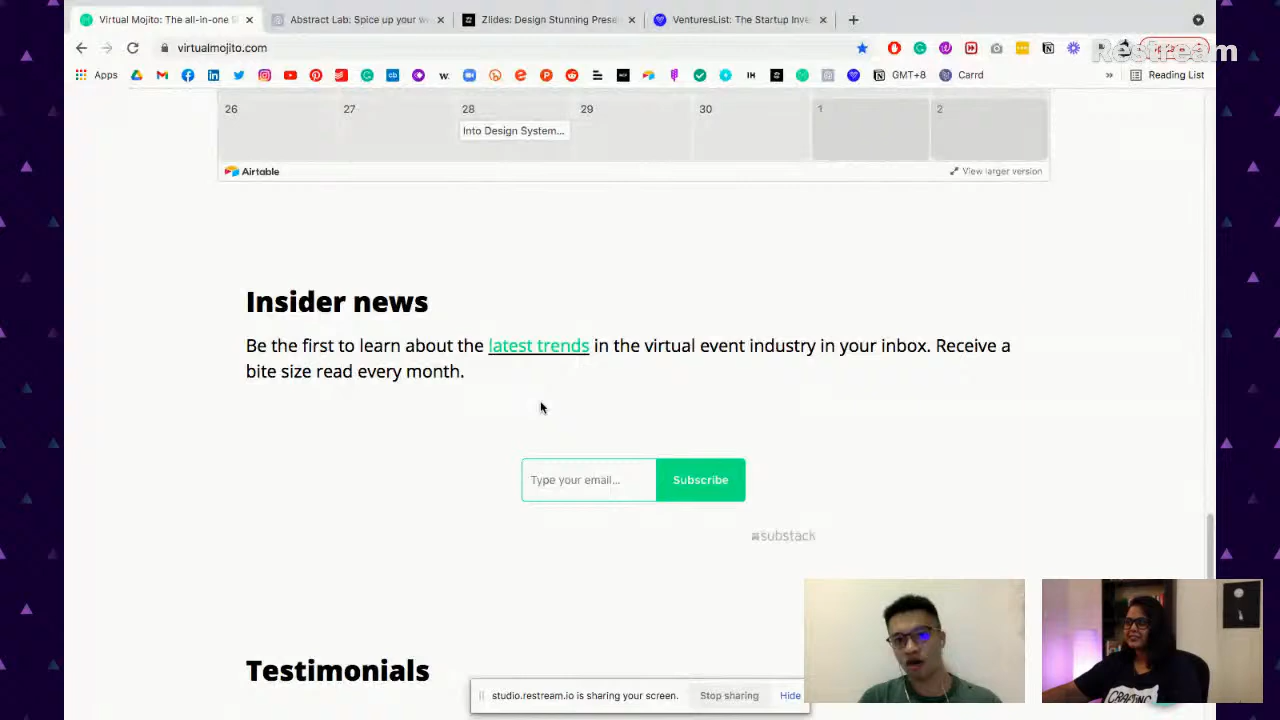 Virtual Mojito: The all-in-one
Abstract Lab: Spice up your w
Zlides: Design Stunning Prese
VenturesList: The Startup Inve
virtualmojito.com
Restream
Apps
GMT+8
Carrd
Reading List
26
27
28
29
30
1
2
Into Design System...
Airtable
View larger version
Insider news
Be the first to learn about the latest trends in the virtual event industry in your inbox. Receive a
bite size read every month.
Type your email...
Subscribe
substack
Testimonials
studio.restream.io is sharing your screen.
Stop sharing
Hide